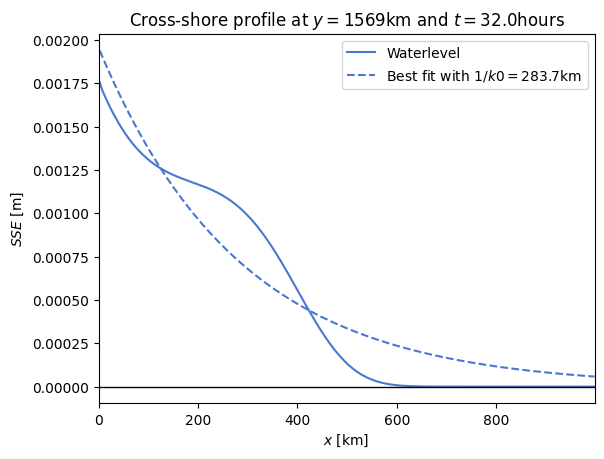 Cross-shore profile at y = 1569km and t = 32.0hours
Waterlevel
Best fit with 1/k0 = 283.7km
0.00200
0.00175
0.00150
0.00125
0.00100
0.00075
0.00050
0.00025
0.00000
SSE [m]
0 200 400 600 800
x [km]